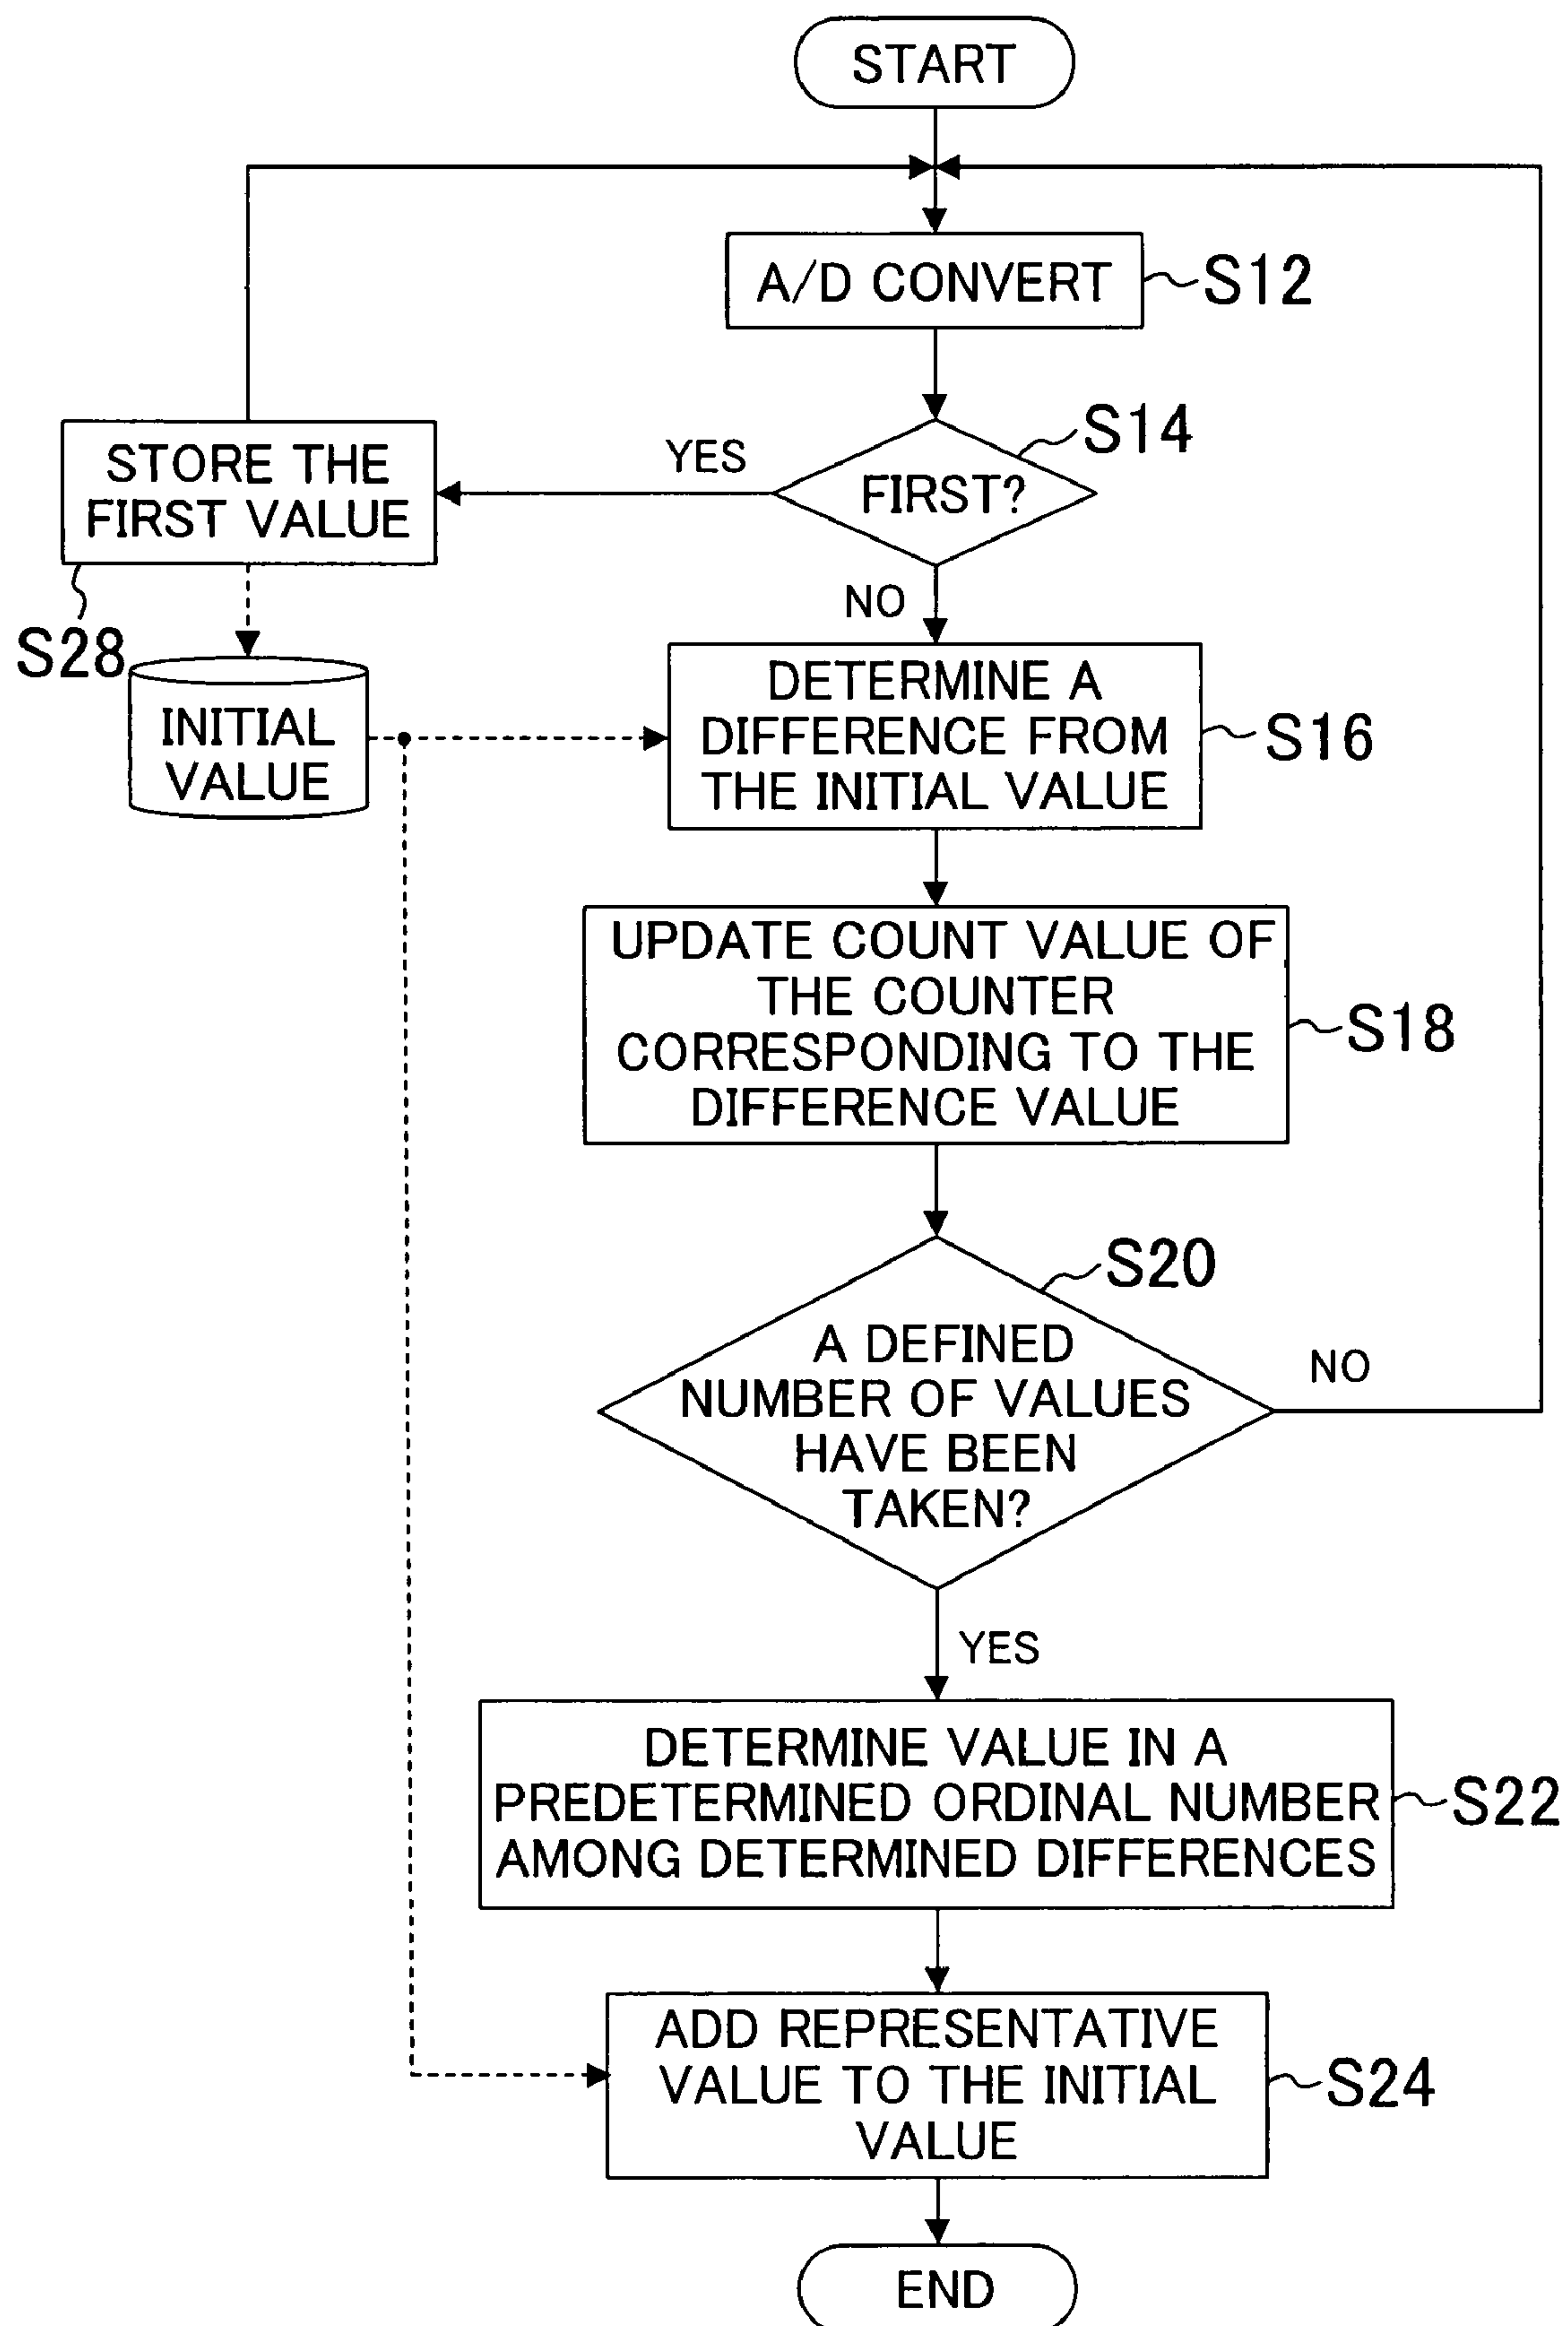 START
A/D CONVERT
S12
S14
FIRST?
YES
STORE THE
FIRST VALUE
S28
NO
INITIAL
VALUE
DETERMINE A
DIFFERENCE FROM
THE INITIAL VALUE
S16
UPDATE COUNT VALUE OF
THE COUNTER
CORRESPONDING TO THE
DIFFERENCE VALUE
S18
S20
A DEFINED
NUMBER OF VALUES
HAVE BEEN
TAKEN?
NO
YES
DETERMINE VALUE IN A
PREDETERMINED ORDINAL NUMBER
AMONG DETERMINED DIFFERENCES
S22
ADD REPRESENTATIVE
VALUE TO THE INITIAL
VALUE
S24
END